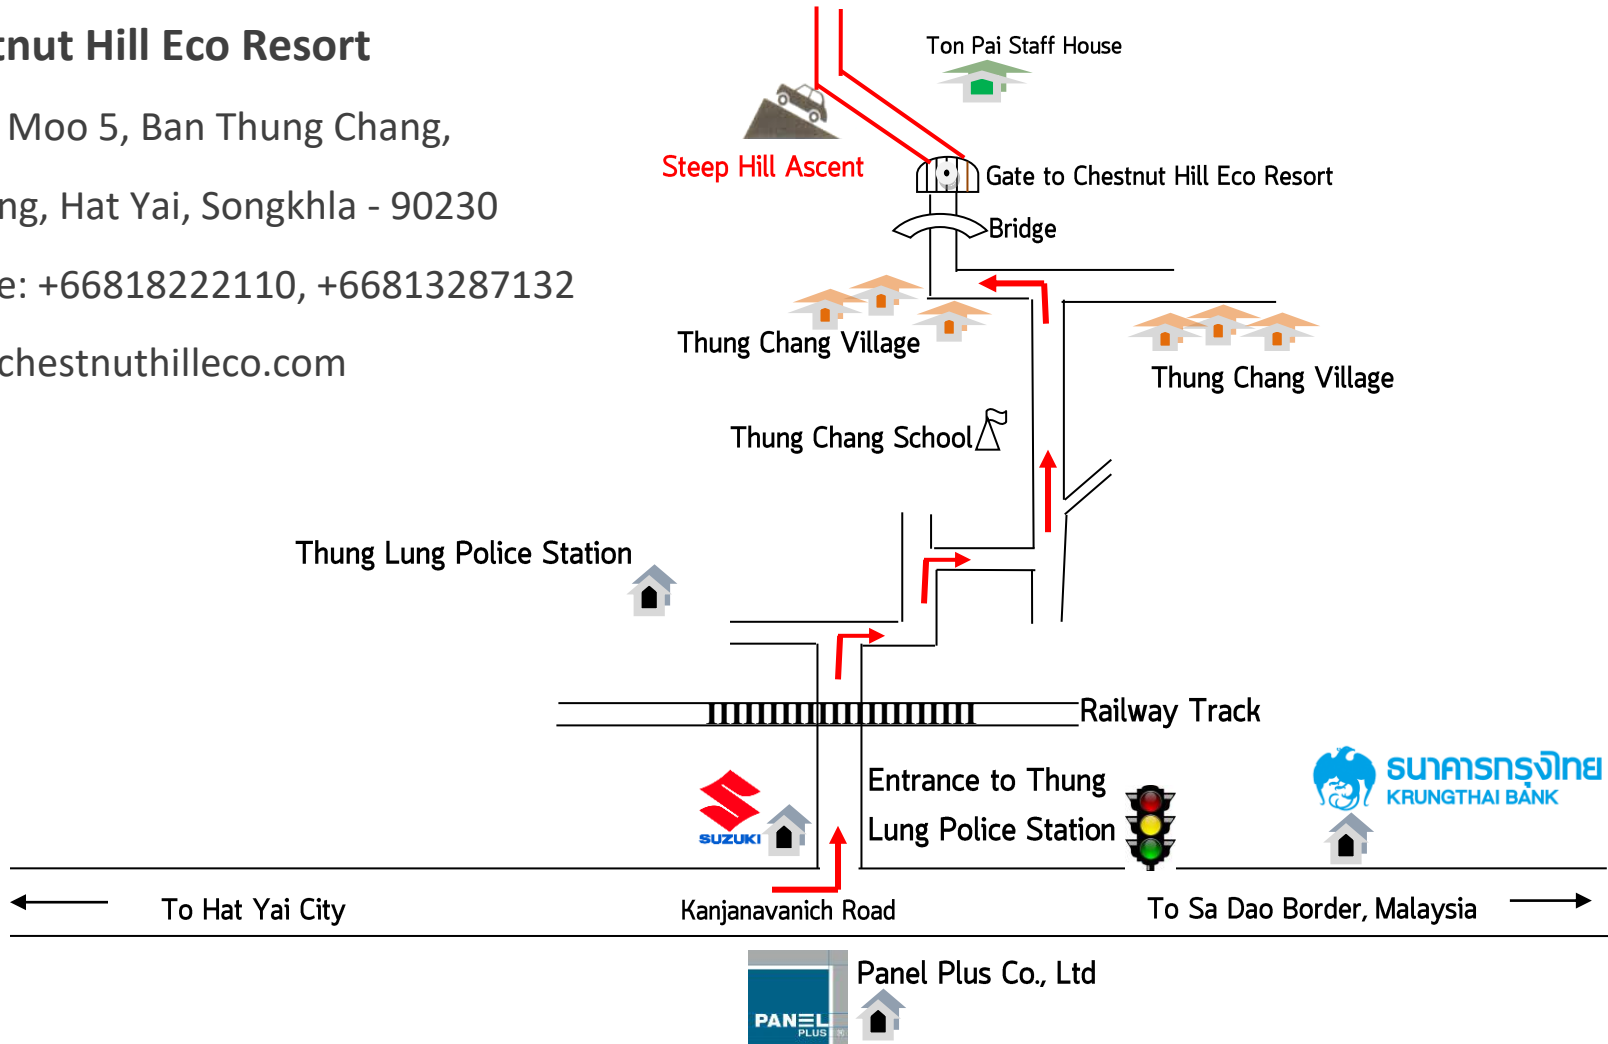 tnut Hill Eco Resort
Moo 5, Ban Thung Chang,
ng, Hat Yai, Songkhla - 90230
e: +66818222110, +66813287132
chestnuthilleco.com
Ton Pai Staff House
Steep Hill Ascent
Gate to Chestnut Hill Eco Resort
Bridge
Thung Chang Village
Thung Chang Village
Thung Chang School
Thung Lung Police Station
Railway Track
Entrance to Thung
Lung Police Station
SUZUKI
ธนาคารกรุงไทย
KRUNGTHAI BANK
To Hat Yai City
Kanjanavanich Road
To Sa Dao Border, Malaysia
Panel Plus Co., Ltd
PANEL
PLUS